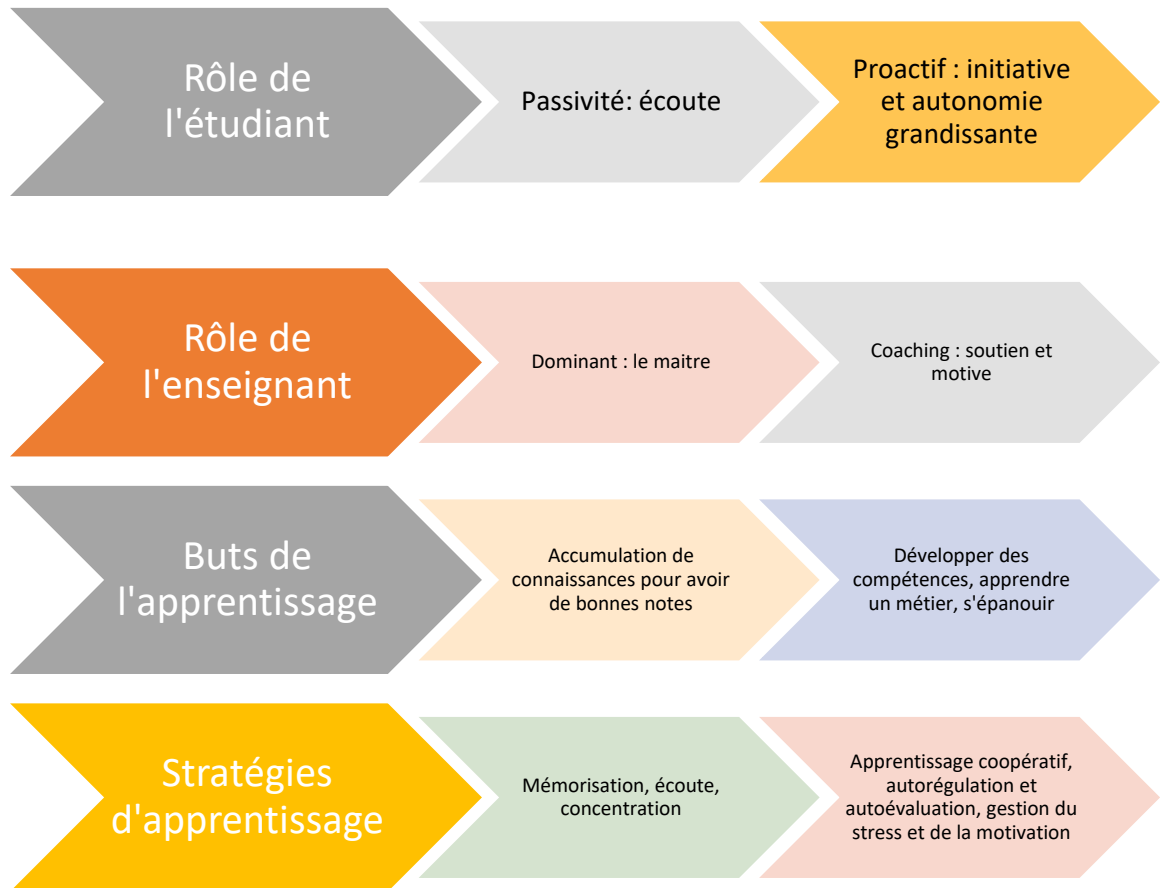 Rôle de
l'étudiant
Passivité: écoute
Proactif : initiative
et autonomie
grandissante
Rôle de
l'enseignant
Dominant : le maitre
Coaching : soutien et
motive
Buts de
l'apprentissage
Accumulation de
connaissances pour avoir
de bonnes notes
Développer des
compétences, apprendre
un métier, s'épanouir
Stratégies
d'apprentissage
Mémorisation, écoute,
concentration
Apprentissage coopératif,
autorégulation et
autoévaluation, gestion du
stress et de la motivation